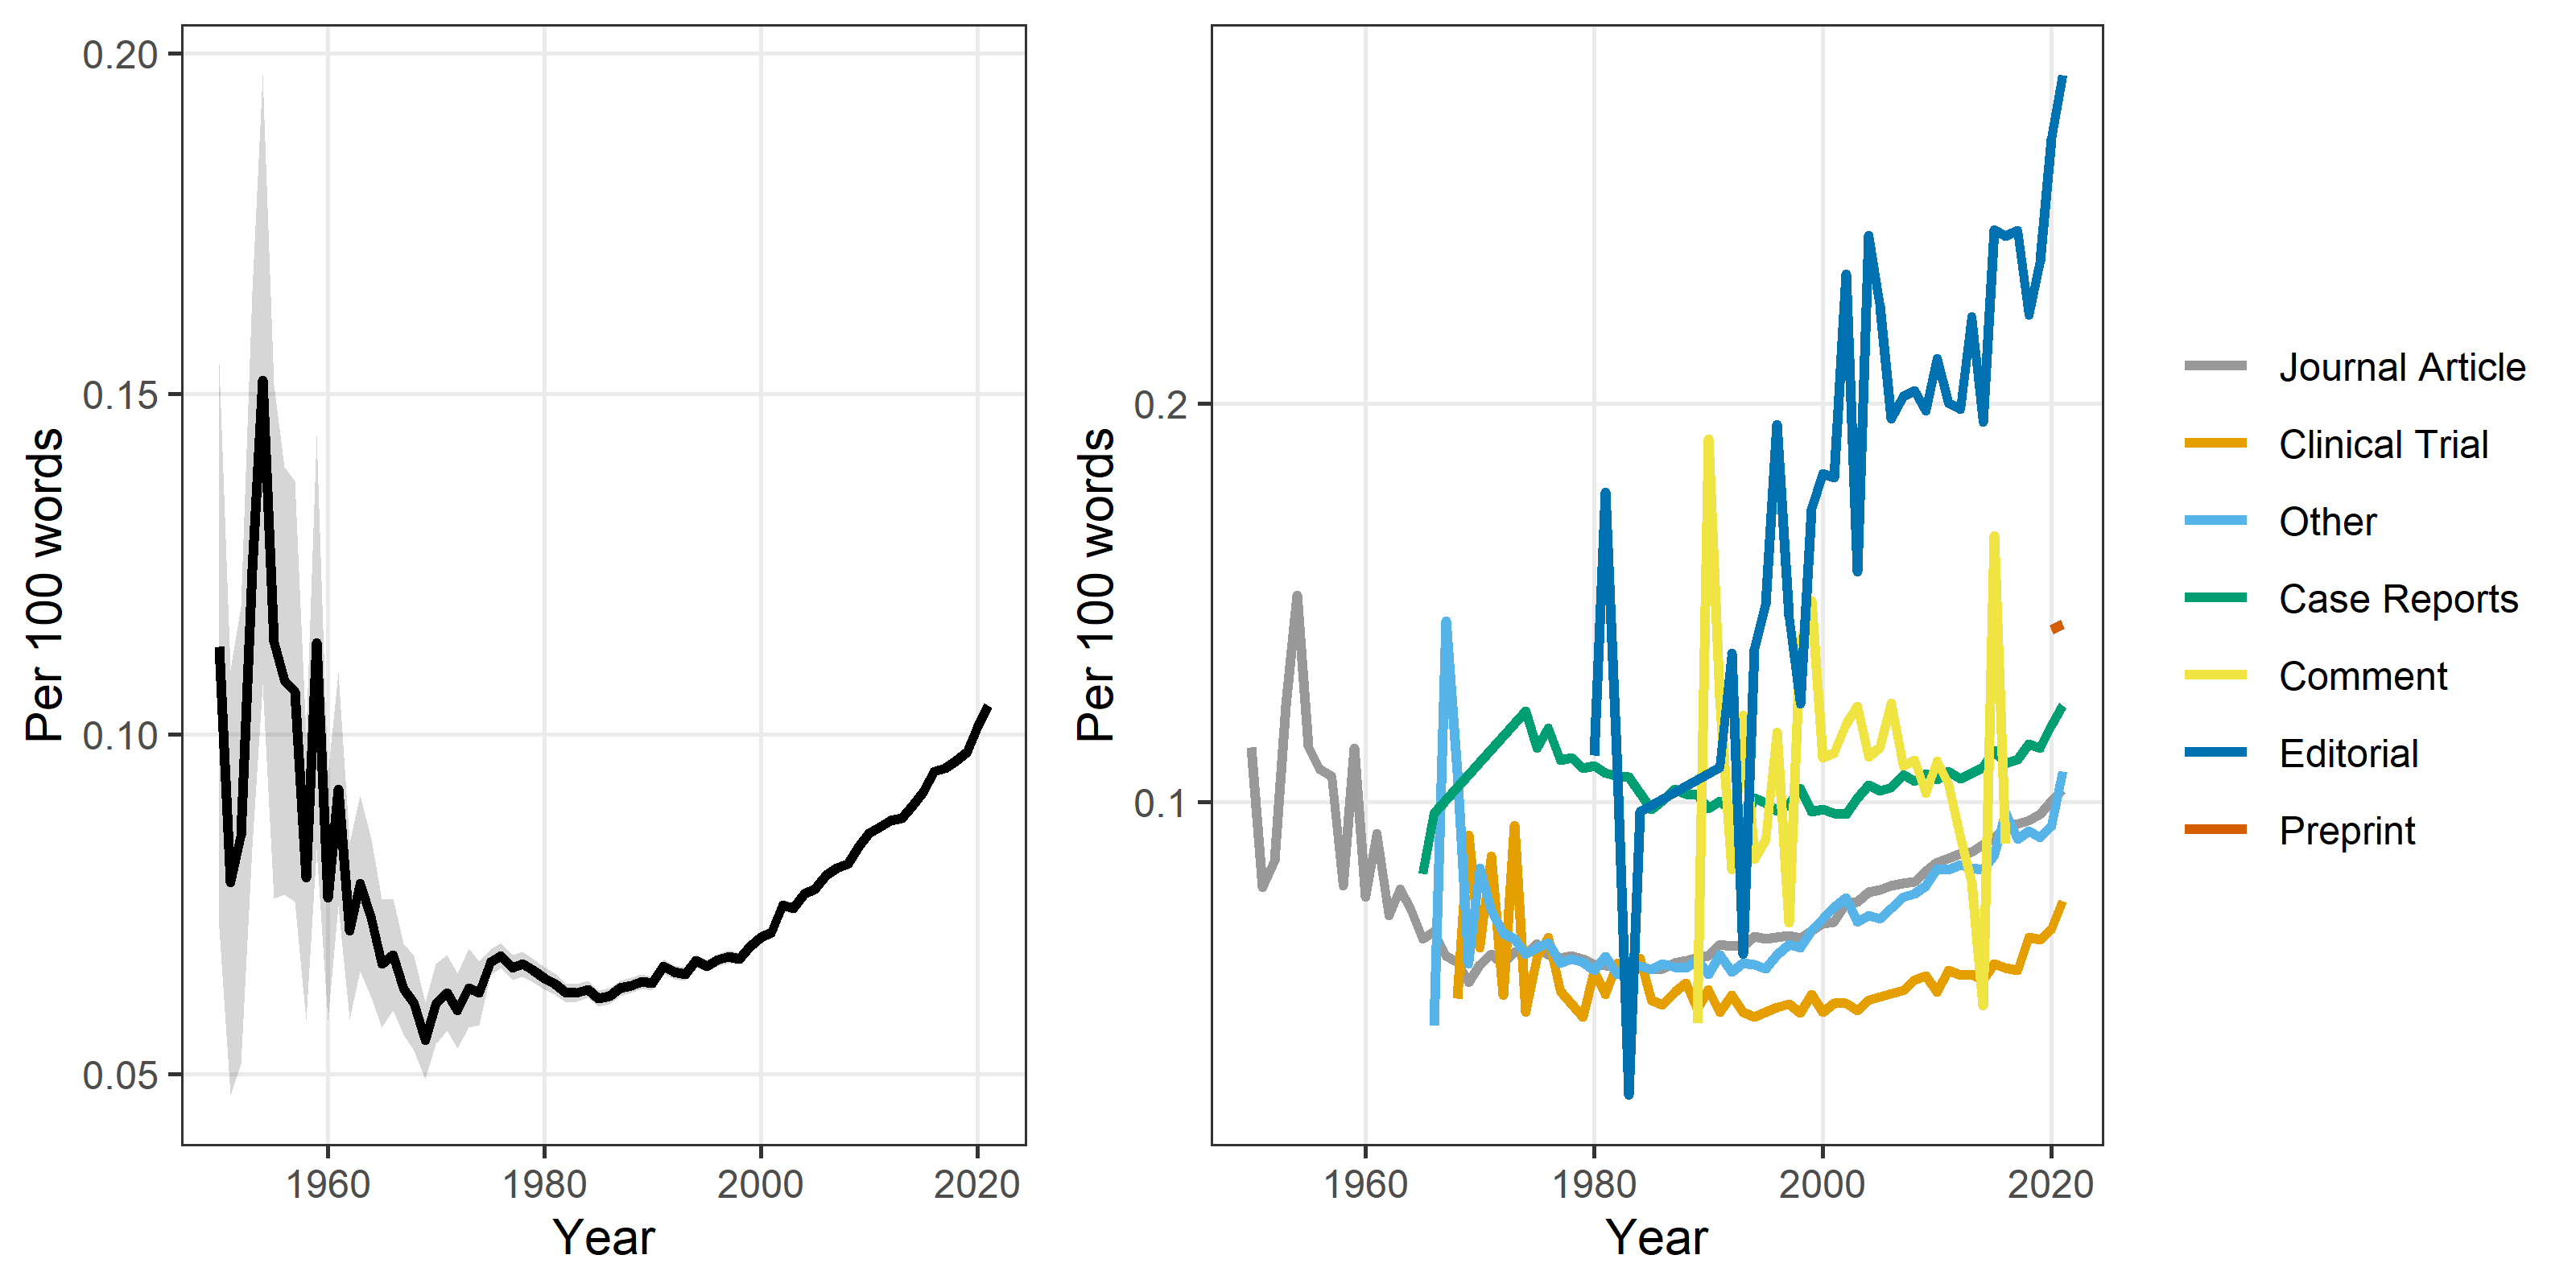 0.20
0.15
0.10
0.05
Per 100 words
1960 1980 2000 2020
Year
0.2
0.1
Per 100 words
1960 1980 2000 2020
Year
Journal Article
Clinical Trial
Other
Case Reports
Comment
Editorial
Preprint